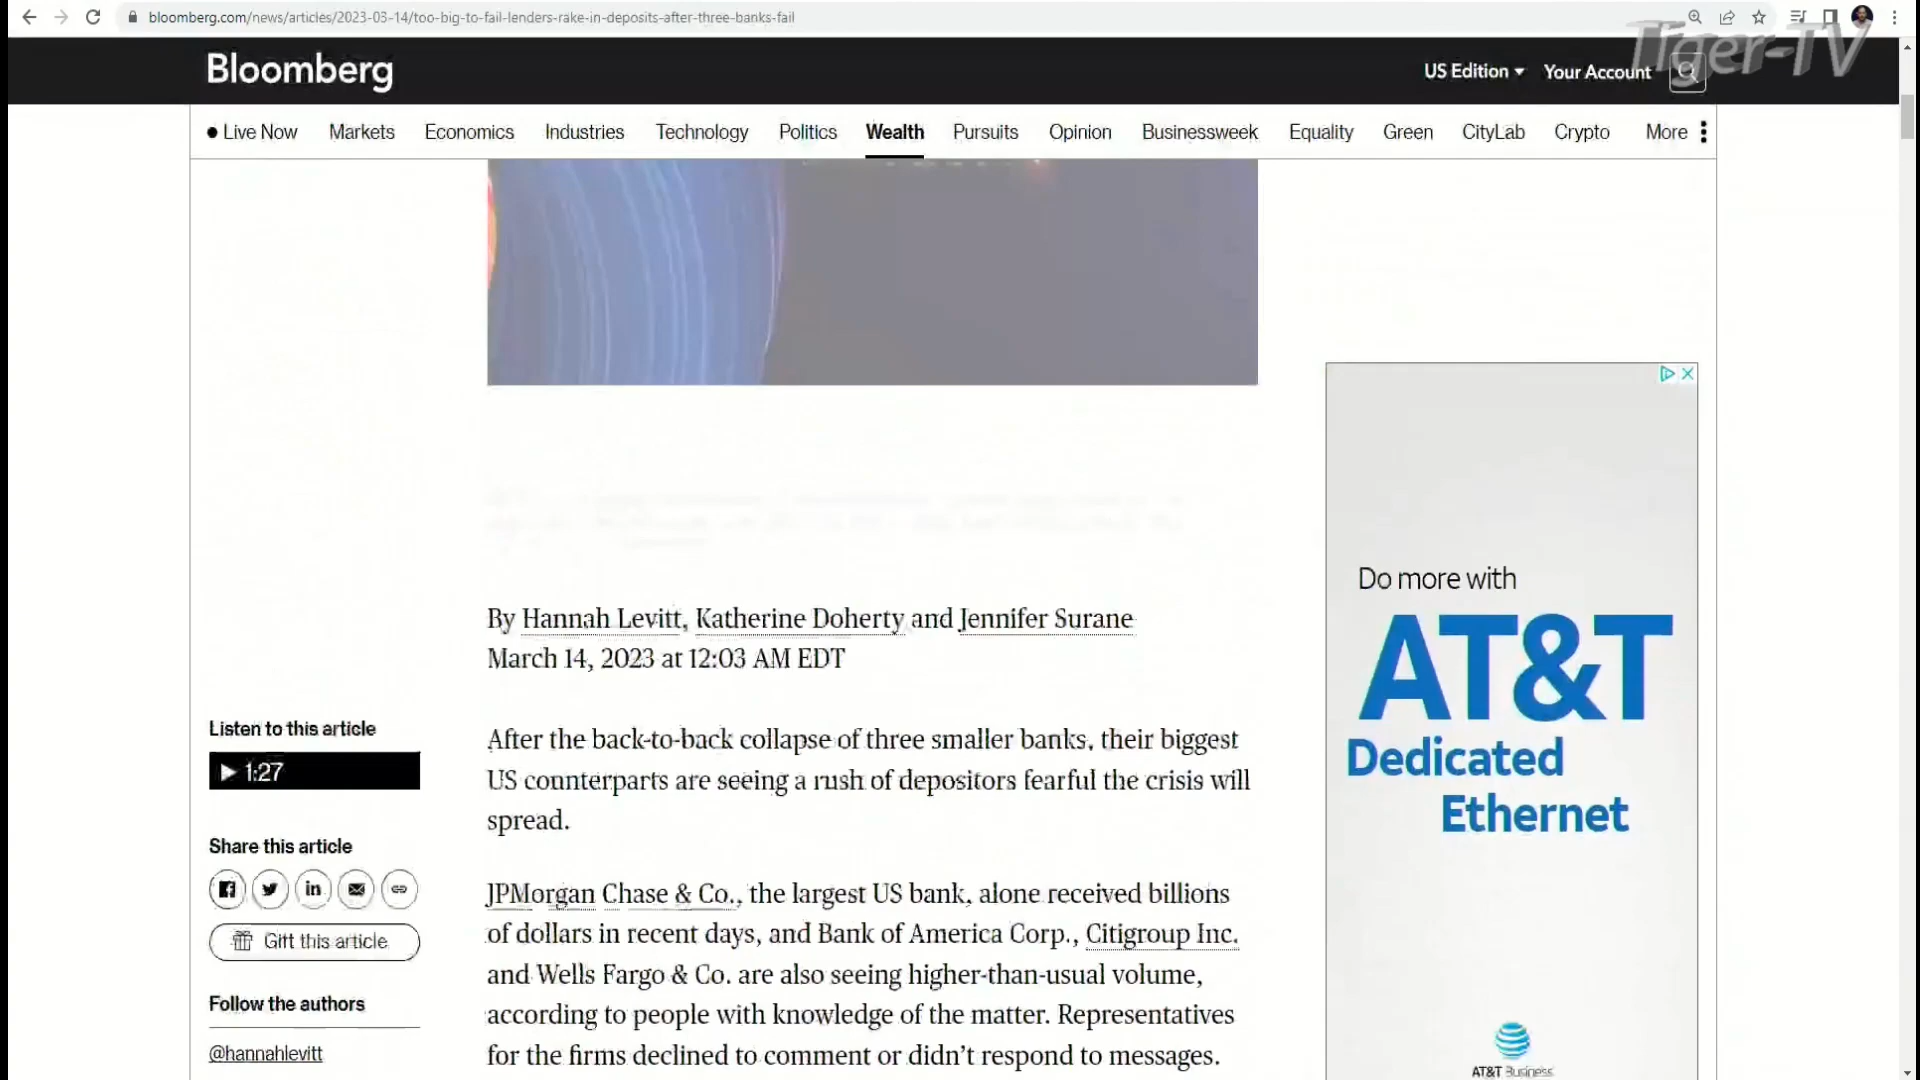 bloomberg.com/news/articles/2023-03-14/too-big-to-fail-lenders-rake-in-deposits-after-three-banks-fail
Tiger-TV
Bloomberg
US Edition Your Account
Live Now Markets Economics Industries Technology Politics Wealth Pursuits Opinion Businessweek Equality Green CityLab Crypto More
By Hannah Levitt, Katherine Doherty and Jennifer Surane
March 14, 2023 at 12:03 AM EDT
After the back-to-back collapse of three smaller banks, their biggest
US counterparts are seeing a rush of depositors fearful the crisis will
spread.
JPMorgan Chase & Co., the largest US bank, alone received billions
of dollars in recent days, and Bank of America Corp., Citigroup Inc.
and Wells Fargo & Co. are also seeing higher-than-usual volume,
according to people with knowledge of the matter. Representatives
for the firms declined to comment or didn't respond to messages.
Listen to this article
1:27
Share this article
Gift this article
Follow the authors
@hannahlevitt
Do more with
AT&T
Dedicated
Ethernet
AT&T Business